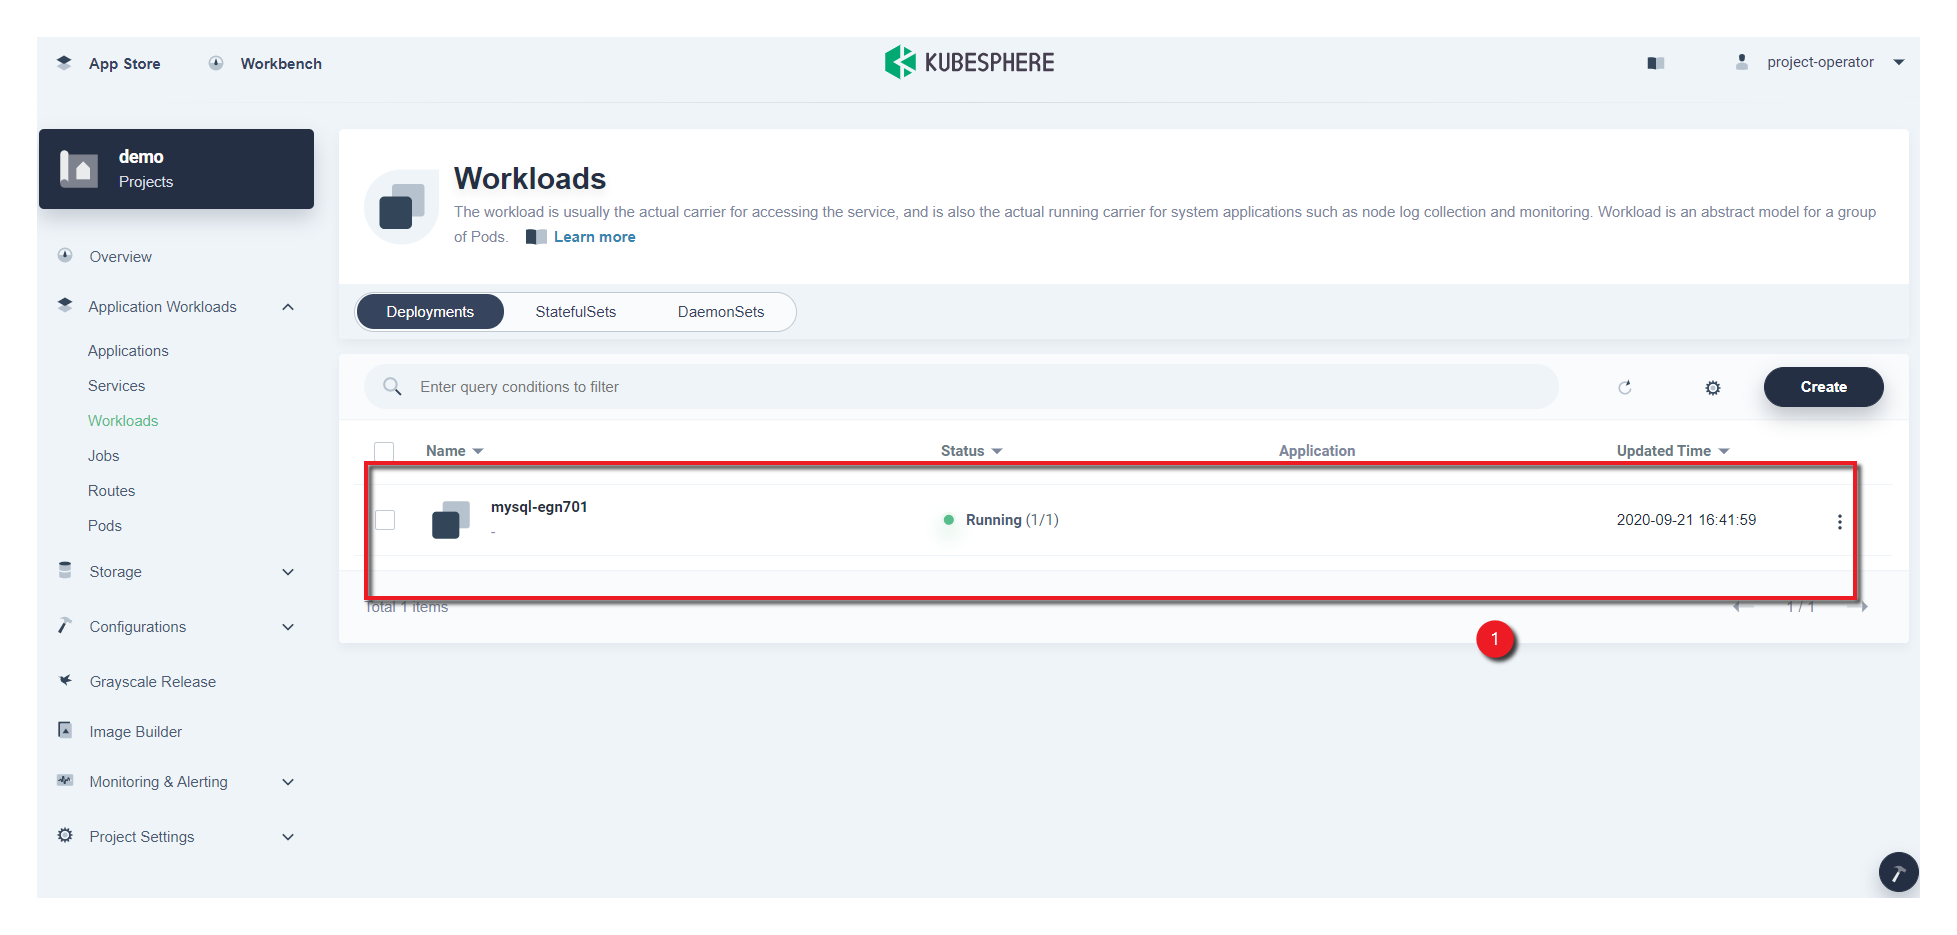 App Store
Workbench
KUBESPHERE
project-operator
demo
Projects
Overview
Application Workloads
Applications
Services
Workloads
Jobs
Routes
Pods
Storage
Configurations
Grayscale Release
Image Builder
Monitoring & Alerting
Project Settings
Workloads
The workload is usually the actual carrier for accessing the service, and is also the actual running carrier for system applications such as node log collection and monitoring. Workload is an abstract model for a group
of Pods. Learn more
Deployments StatefulSets DaemonSets
Enter query conditions to filter
Create
Name Status Application Updated Time
mysql-egn701
-
Running (1/1)
2020-09-21 16:41:59
Total 1 items
1 / 1
1